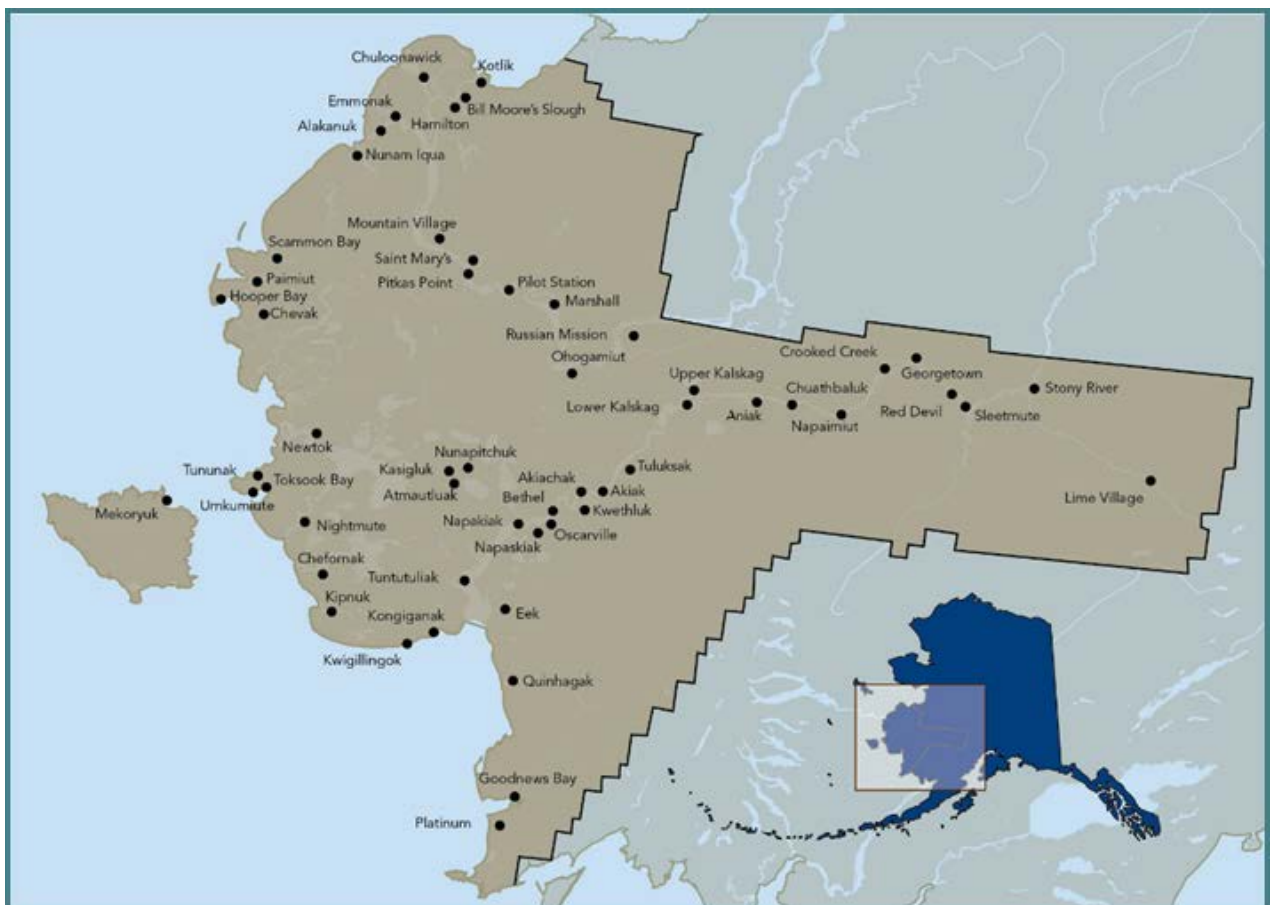 Chuloonawick
Kotlik
Emmonak
Bill Moore's Slough
Hamilton
Alakanuk
Nunam Iqua
Mountain Village
Scammon Bay
Saint Mary's
Paimiut
Pitkas Point
Pilot Station
Hooper Bay
Marshall
Chevak
Russian Mission
Crooked Creek
Ohogamiut
Georgetown
Upper Kalskag
Chuathbaluk
Stony River
Lower Kalskag
Aniak
Red Devil
Sleetmute
Napaimiut
Newtok
Nunapitchuk
Tununak
Kasigluk
Tuluksak
Toksook Bay
Akiachak
Atmautluak
Akiak
Umkumiute
Bethel
Lime Village
Mekoryuk
Kwethluk
Nightmute
Napakiak
Oscarville
Napaskiak
Chefornak
Tuntutuliak
Kipnuk
Eek
Kongiganak
Kwigillingok
Quinhagak
Goodnews Bay
Platinum